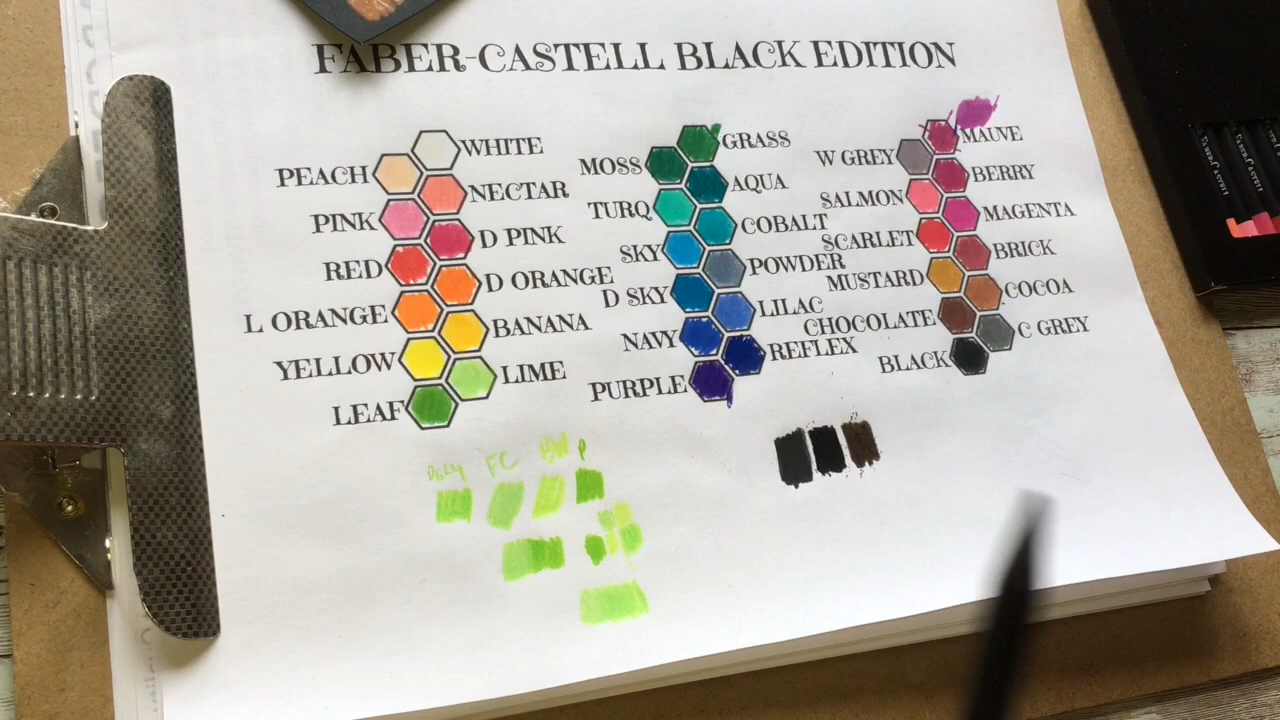 FABER-CASTELL BLACK EDITION
WHITE
PEACH
NECTAR
PINK
D PINK
RED
D ORANGE
L ORANGE
BANANA
YELLOW
LIME
LEAF
GRASS
MOSS
AQUA
TURQ
COBALT
SKY
POWDER
D SKY
LILAC
NAVY
REFLEX
PURPLE
MAUVE
W GREY
BERRY
SALMON
MAGENTA
SCARLET
BRICK
MUSTARD
COCOA
CHOCOLATE
C GREY
BLACK
FC
P